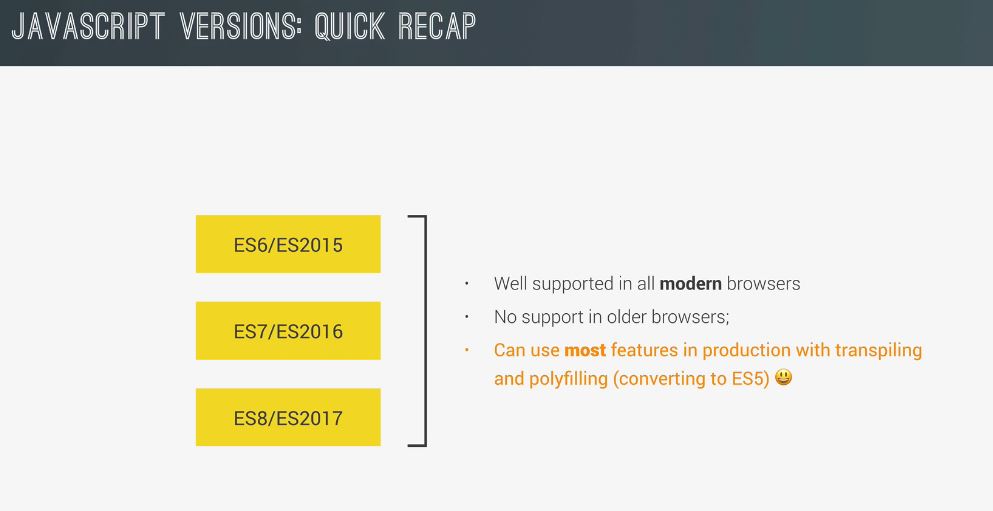 JAVASCRIPT VERSIONS: QUICK RECAP
ES6/ES2015
ES7/ES2016
ES8/ES2017
· Well supported in all modern browsers
· No support in older browsers;
· Can use most features in production with transpiling
and polyfilling (converting to ES5) 😃